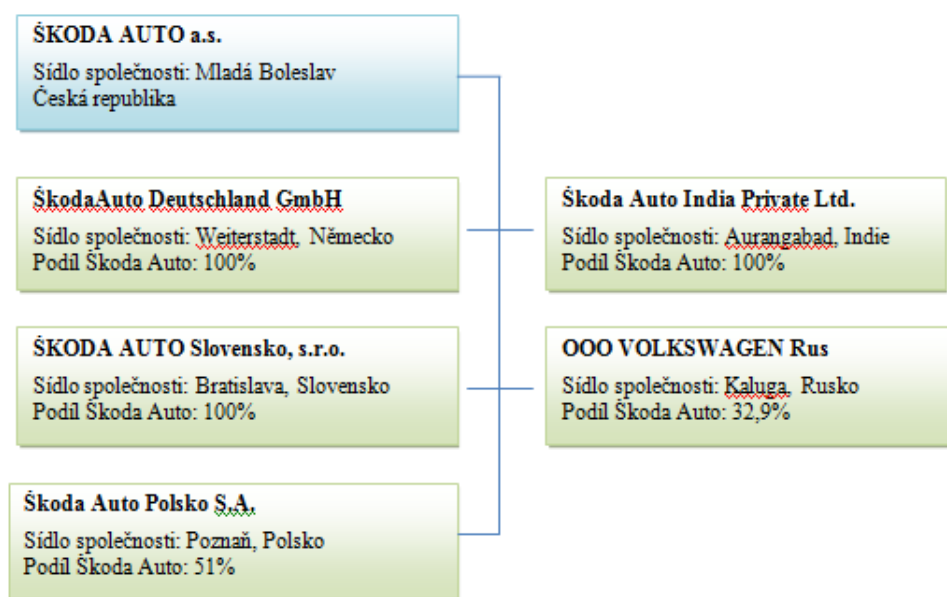 ŠKODA AUTO a.s.
Sídlo společnosti: Mladá Boleslav
Česká republika
ŠkodaAuto Deutschland GmbH
Sídlo společnosti: Weiterstadt, Německo
Podíl Škoda Auto: 100%
Škoda Auto India Private Ltd.
Sídlo společnosti: Aurangabad, Indie
Podíl Škoda Auto: 100%
ŠKODA AUTO Slovensko, s.r.o.
Sídlo společnosti: Bratislava, Slovensko
Podíl Škoda Auto: 100%
OOO VOLKSWAGEN Rus
Sídlo společnosti: Kaluga, Rusko
Podíl Škoda Auto: 32,9%
Škoda Auto Polsko S.A.
Sídlo společnosti: Poznaň, Polsko
Podíl Škoda Auto: 51%